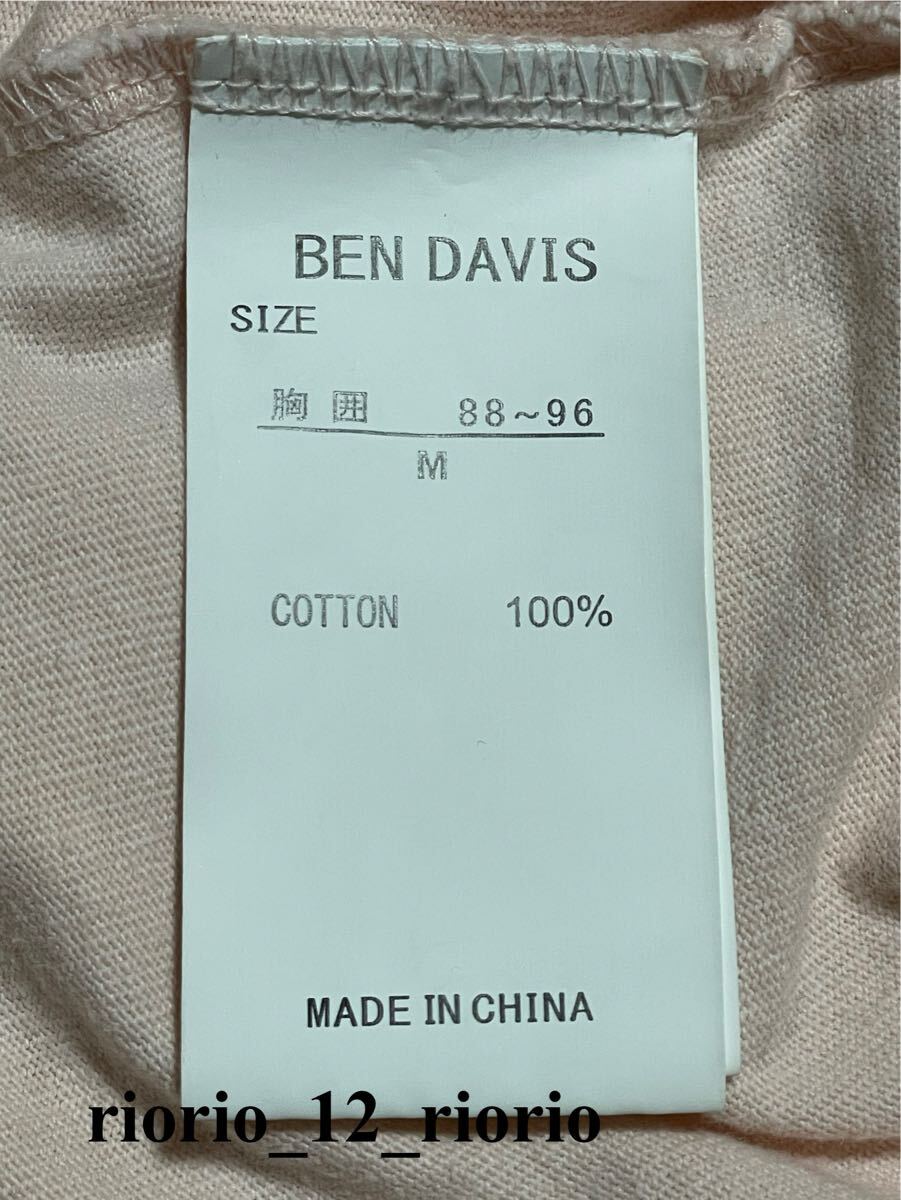 BEN DAVIS
SIZE
胸囲 88~96
M
COTTON 100%
MADE IN CHINA
riorio_12_riorio